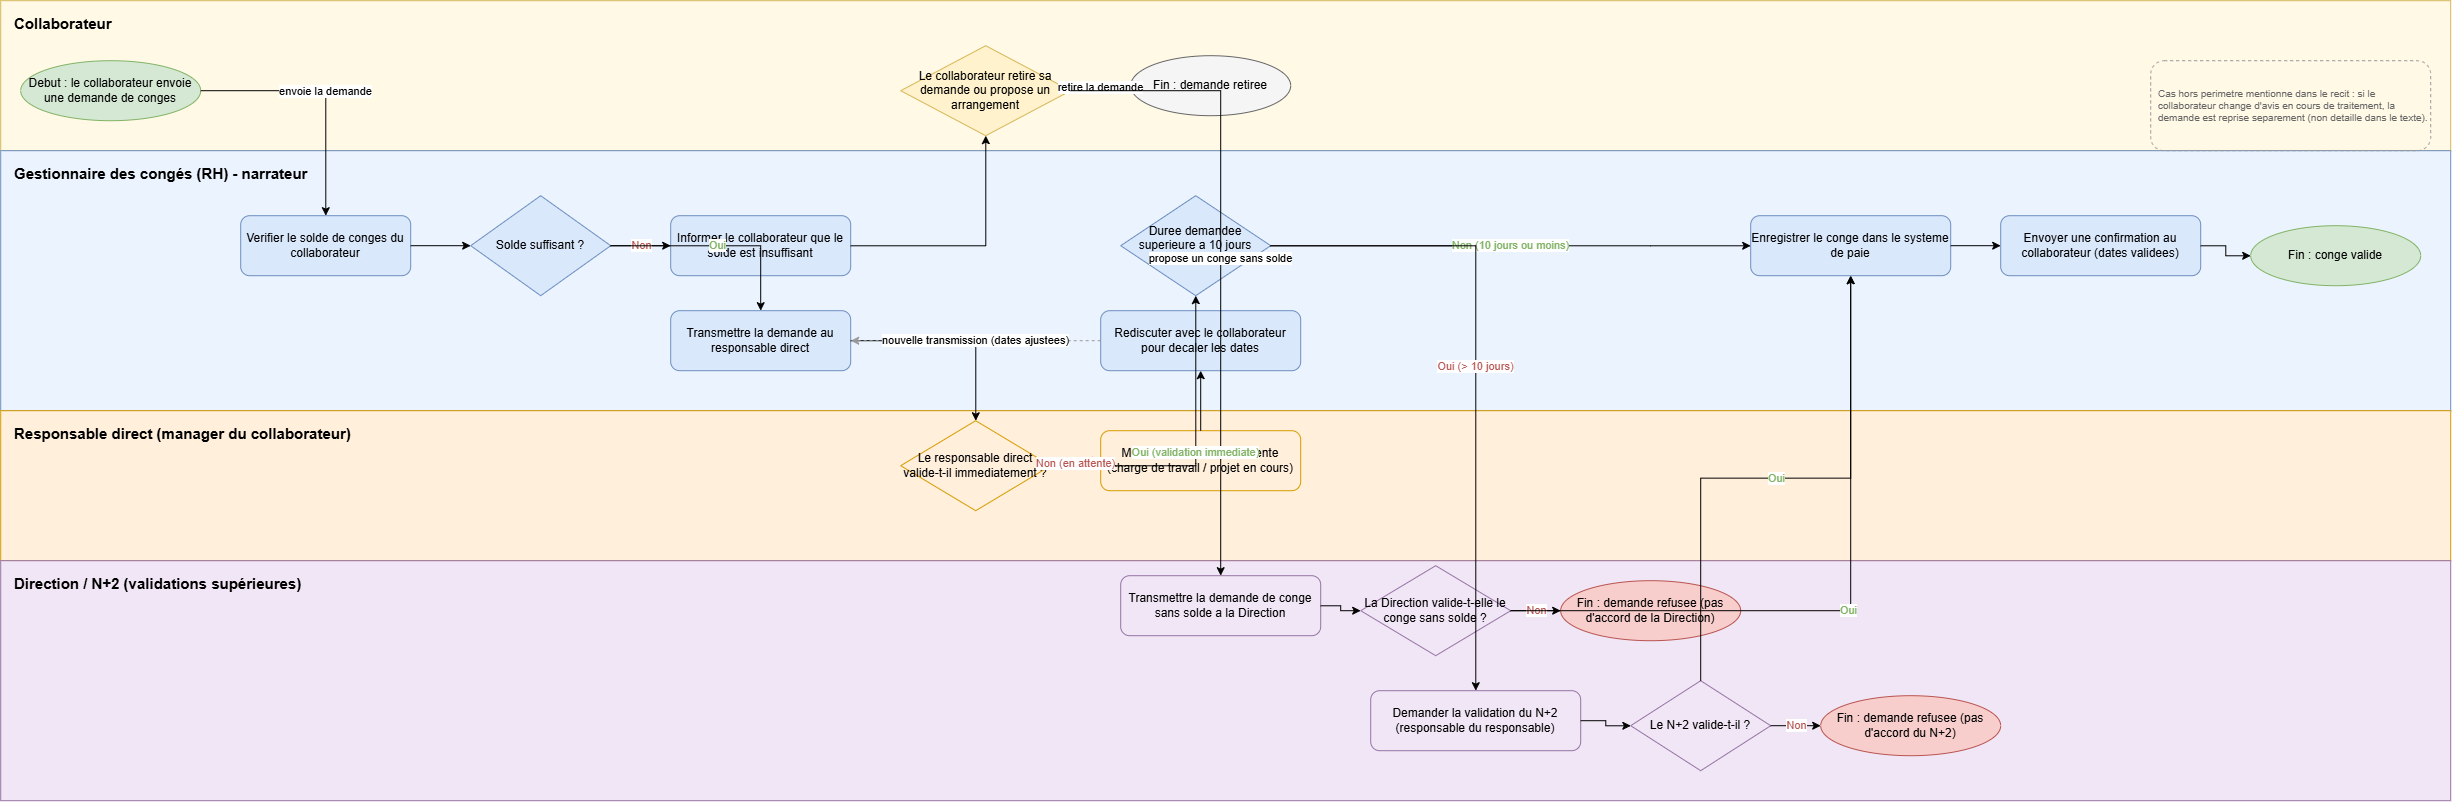 Collaborateur
Debut : le collaborateur envoie
une demande de conges
envoie la demande
Le collaborateur retire sa
demande ou propose un
arrangement
retire la demande
Fin : demande retiree
Cas hors perimetre mentionne dans le recit : si le
collaborateur change d'avis en cours de traitement, la
demande est reprise separement (non detaille dans le texte).
Gestionnaire des congés (RH) - narrateur
Verifier le solde de conges du
collaborateur
Solde suffisant ?
Non
Informer le collaborateur que le
solde est insuffisant
Oui
Duree demandee
superieure a 10 jours
propose un conge sans solde
Non (10 jours ou moins)
Enregistrer le conge dans le systeme
de paie
Envoyer une confirmation au
collaborateur (dates validees)
Fin : conge valide
Transmettre la demande au
responsable direct
nouvelle transmission (dates ajustees)
Rediscuter avec le collaborateur
pour decaler les dates
Oui (> 10 jours)
Responsable direct (manager du collaborateur)
Le responsable direct
valide-t-il immediatement ?
Non (en attente)
Oui (validation immediate)
(charge de travail / projet en cours)
Oui
Direction / N+2 (validations supérieures)
Transmettre la demande de conge
sans solde a la Direction
La Direction valide-t-elle le
conge sans solde ?
Non
Fin : demande refusee (pas
d'accord de la Direction)
Oui
Demander la validation du N+2
(responsable du responsable)
Le N+2 valide-t-il ?
Non
Fin : demande refusee (pas
d'accord du N+2)